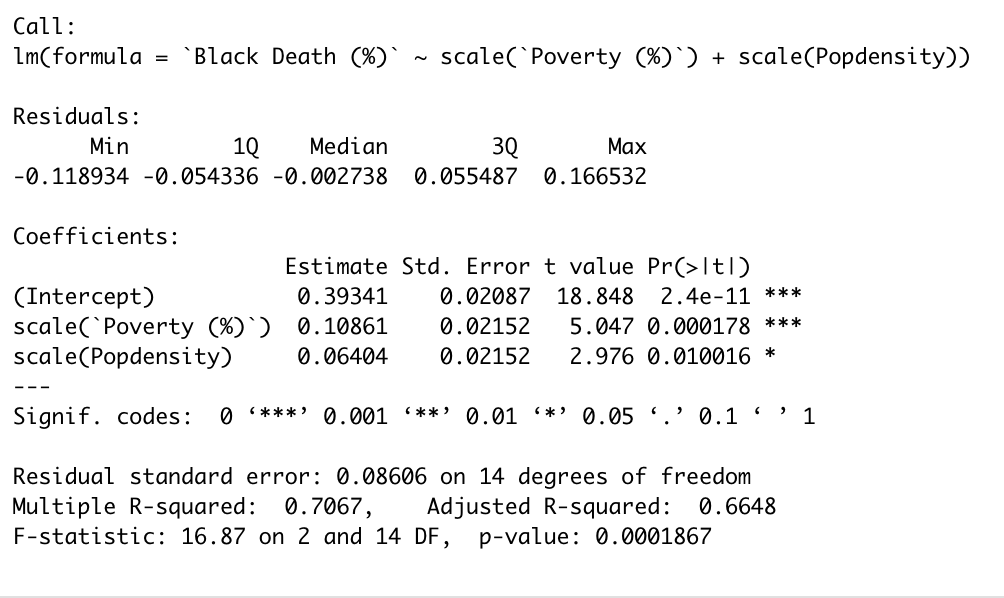 Call:
lm(formula = `Black Death (%)` ~ scale(`Poverty (%)`) + scale(Popdensity))
Residuals:
Min 1Q Median 3Q Max
-0.118934 -0.054336 -0.002738 0.055487 0.166532
Coefficients:
Estimate Std. Error t value Pr(>|t|)
(Intercept) 0.39341 0.02087 18.848 2.4e-11 ***
scale(`Poverty (%)`) 0.10861 0.02152 5.047 0.000178 ***
scale(Popdensity) 0.06404 0.02152 2.976 0.010016 *
---
Signif. codes: 0 ‘***’ 0.001 ‘**’ 0.01 ‘*’ 0.05 ‘.’ 0.1 ‘ ’ 1
Residual standard error: 0.08606 on 14 degrees of freedom
Multiple R-squared: 0.7067, Adjusted R-squared: 0.6648
F-statistic: 16.87 on 2 and 14 DF, p-value: 0.0001867